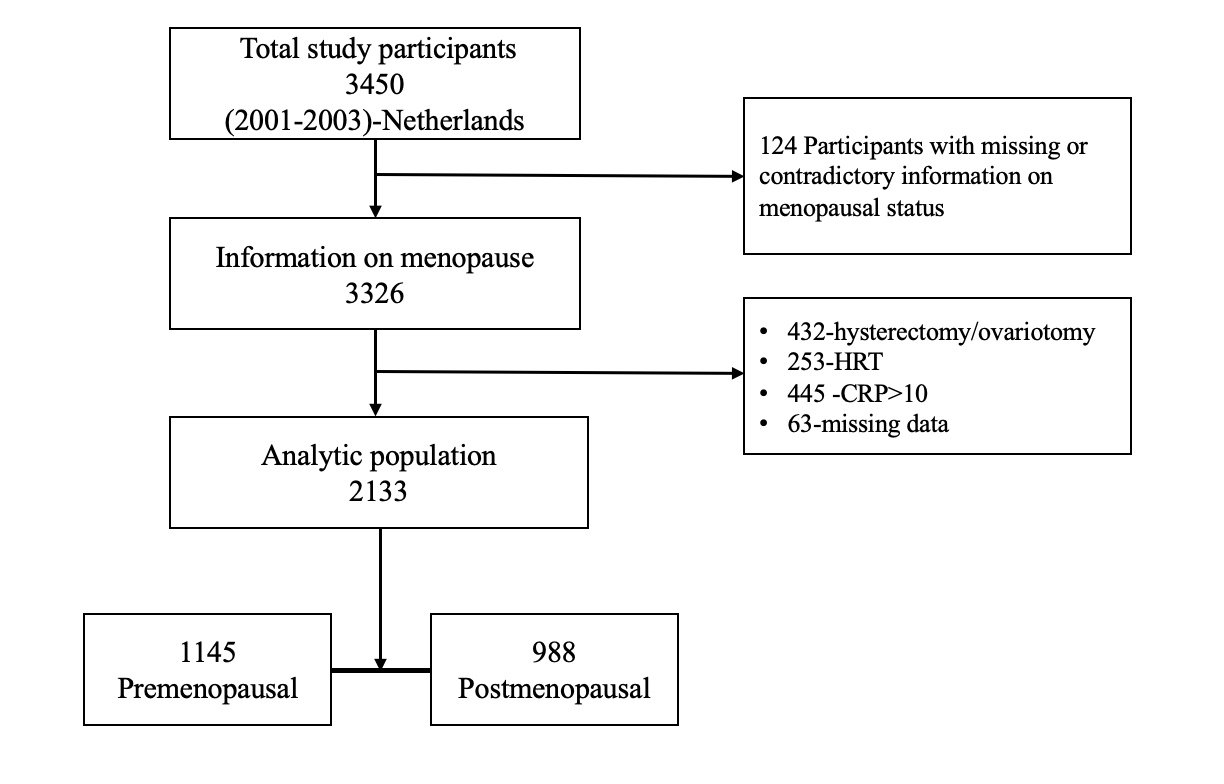 Total study participants
3450
(2001-2003)-Netherlands
124 Participants with missing or
contradictory information on
menopausal status
Information on menopause
3326
• 432-hysterectomy/ovariotomy
• 253-HRT
• 445 -CRP>10
• 63-missing data
Analytic population
2133
1145
Premenopausal
988
Postmenopausal